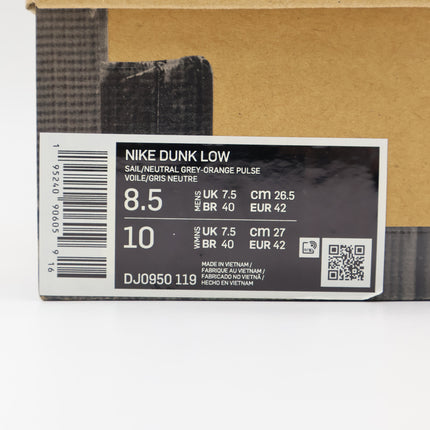 NIKE DUNK LOW
SAIL/NEUTRAL GREY-ORANGE PULSE
VOILE/GRIS NEUTRE
8.5 MENS UK 7.5 CM 26.5
BR 40 EUR 42
10 WMNS UK 7.5 CM 27
BR 40 EUR 42
DJ0950 119
MADE IN VIETNAM /
FABRIQUE AU VIETNAM /
FABRICADO NO VIETNÃ /
HECHO EN VIETNAM
1 95240 90605 9 16